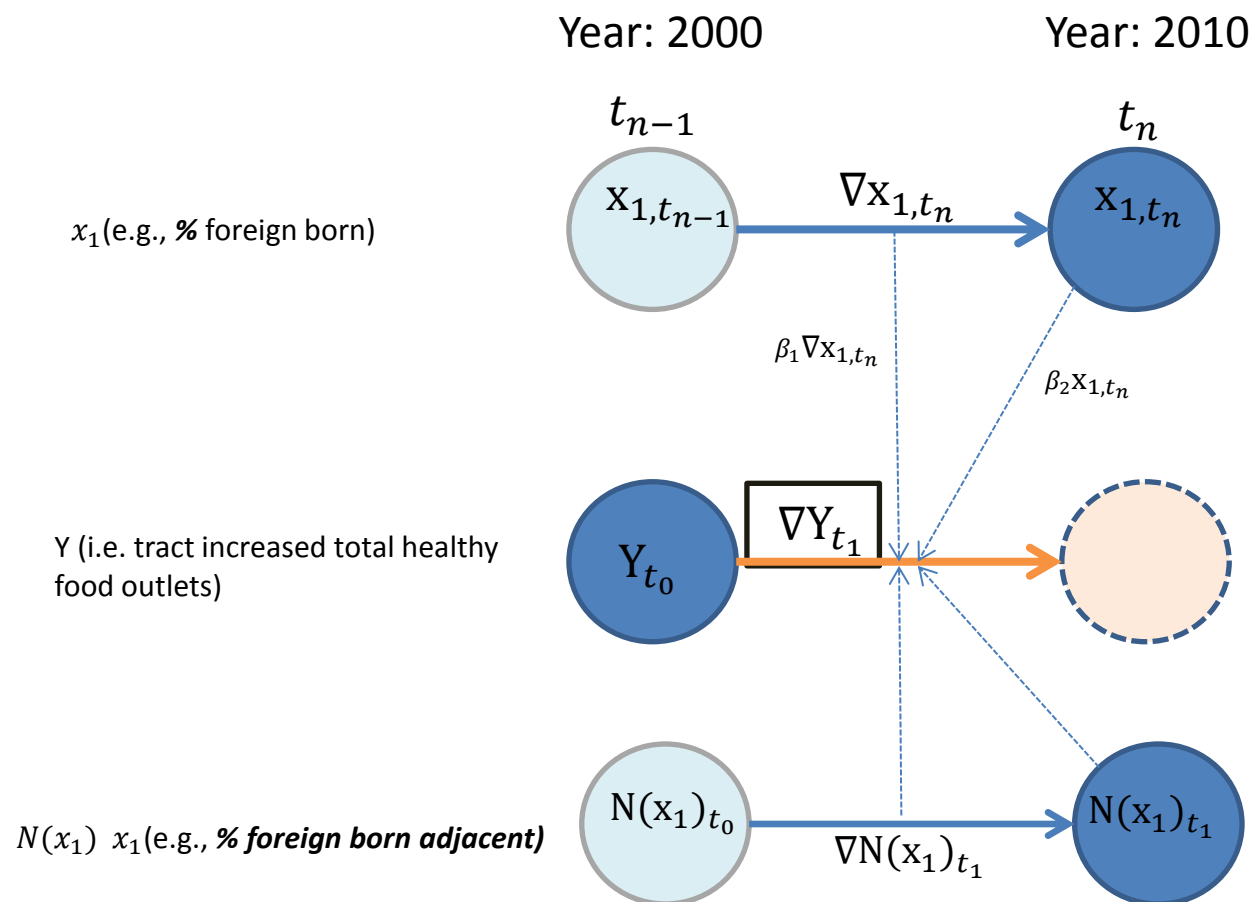 Year: 2000
Year: 2010
t_{n−1}
t_n
x_{1,t_{n−1}}
∇x_{1,t_n}
x_{1,t_n}
x_1(e.g., % foreign born)
β_1∇x_{1,t_n}
β_2x_{1,t_n}
∇Y_{t_1}
Y (i.e. tract increased total healthy
food outlets)
Y_{t_0}
N(x_1)_{t_0}
N(x_1)_{t_1}
N(x_1) x_1(e.g., % foreign born adjacent)
∇N(x_1)_{t_1}